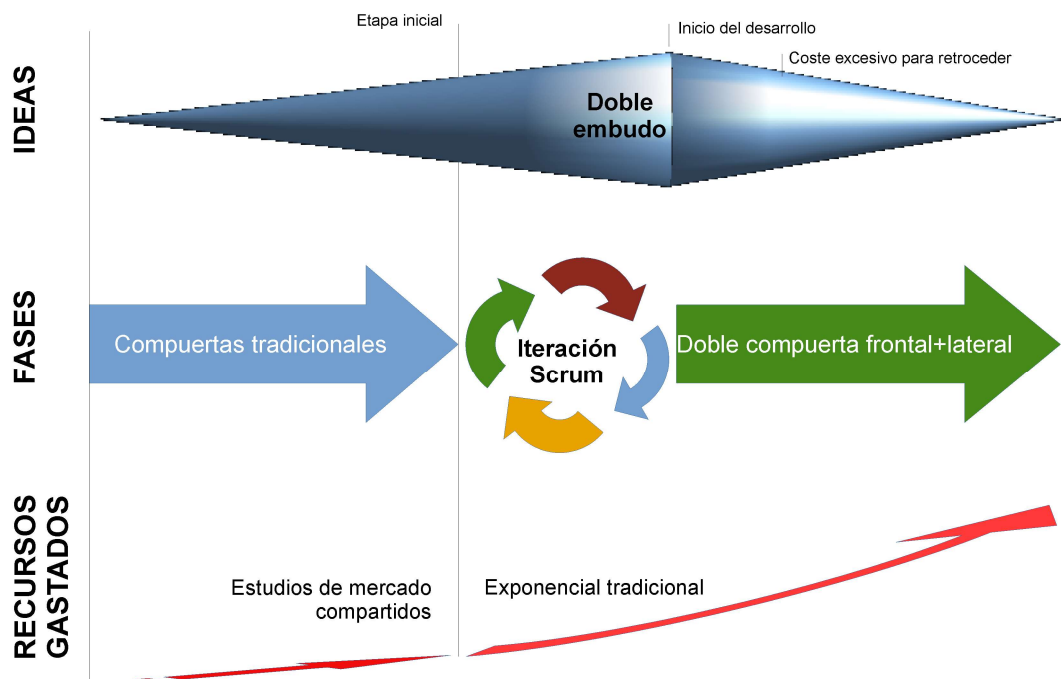 Etapa inicial
Inicio del desarrollo
Coste excesivo para retroceder
IDEAS
Doble
embudo
FASES
Compuertas tradicionales
Iteración
Scrum
Doble compuerta frontal+lateral
RECURSOS
GASTADOS
Estudios de mercado
compartidos
Exponencial tradicional